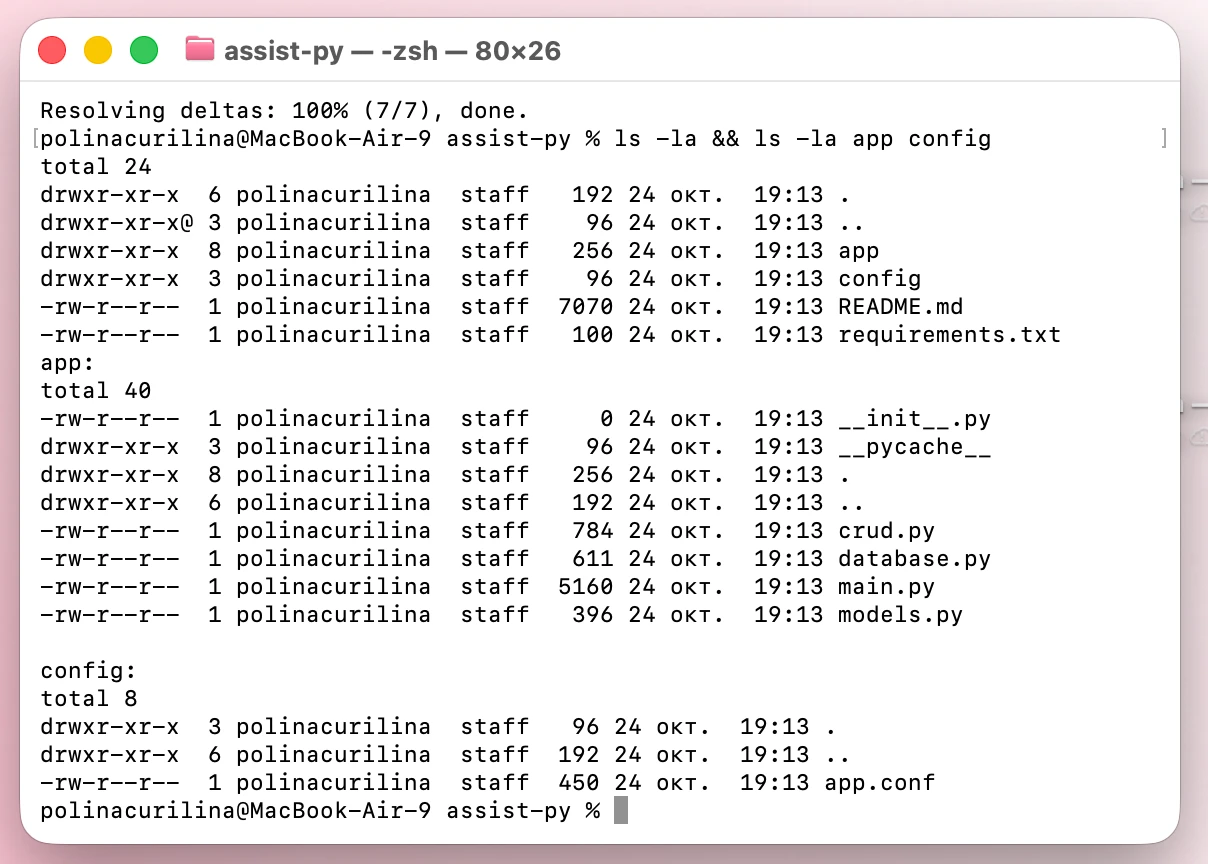 assist-py — -zsh — 80×26
Resolving deltas: 100% (7/7), done.
[polinacurilina@MacBook-Air-9 assist-py % ls -la && ls -la app config ]
total 24
drwxr-xr-x  6 polinacurilina  staff   192 24 окт.  19:13 .
drwxr-xr-x@ 3 polinacurilina  staff    96 24 окт.  19:13 ..
drwxr-xr-x  8 polinacurilina  staff   256 24 окт.  19:13 app
drwxr-xr-x  3 polinacurilina  staff    96 24 окт.  19:13 config
-rw-r--r--  1 polinacurilina  staff  7070 24 окт.  19:13 README.md
-rw-r--r--  1 polinacurilina  staff   100 24 окт.  19:13 requirements.txt
app:
total 40
-rw-r--r--  1 polinacurilina  staff     0 24 окт.  19:13 __init__.py
drwxr-xr-x  3 polinacurilina  staff    96 24 окт.  19:13 __pycache__
drwxr-xr-x  8 polinacurilina  staff   256 24 окт.  19:13 .
drwxr-xr-x  6 polinacurilina  staff   192 24 окт.  19:13 ..
-rw-r--r--  1 polinacurilina  staff   784 24 окт.  19:13 crud.py
-rw-r--r--  1 polinacurilina  staff   611 24 окт.  19:13 database.py
-rw-r--r--  1 polinacurilina  staff  5160 24 окт.  19:13 main.py
-rw-r--r--  1 polinacurilina  staff   396 24 окт.  19:13 models.py

config:
total 8
drwxr-xr-x  3 polinacurilina  staff   96 24 окт.  19:13 .
drwxr-xr-x  6 polinacurilina  staff  192 24 окт.  19:13 ..
-rw-r--r--  1 polinacurilina  staff  450 24 окт.  19:13 app.conf
polinacurilina@MacBook-Air-9 assist-py %